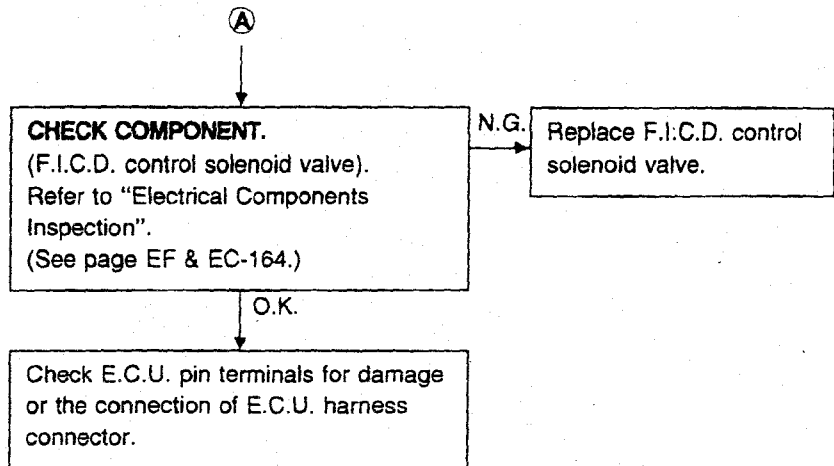 A
CHECK COMPONENT.
(F.I.C.D. control solenoid valve).
Refer to "Electrical Components
Inspection".
(See page EF & EC-164.)
N.G.
Replace F.I.C.D. control
solenoid valve.
O.K.
Check E.C.U. pin terminals for damage
or the connection of E.C.U. harness
connector.